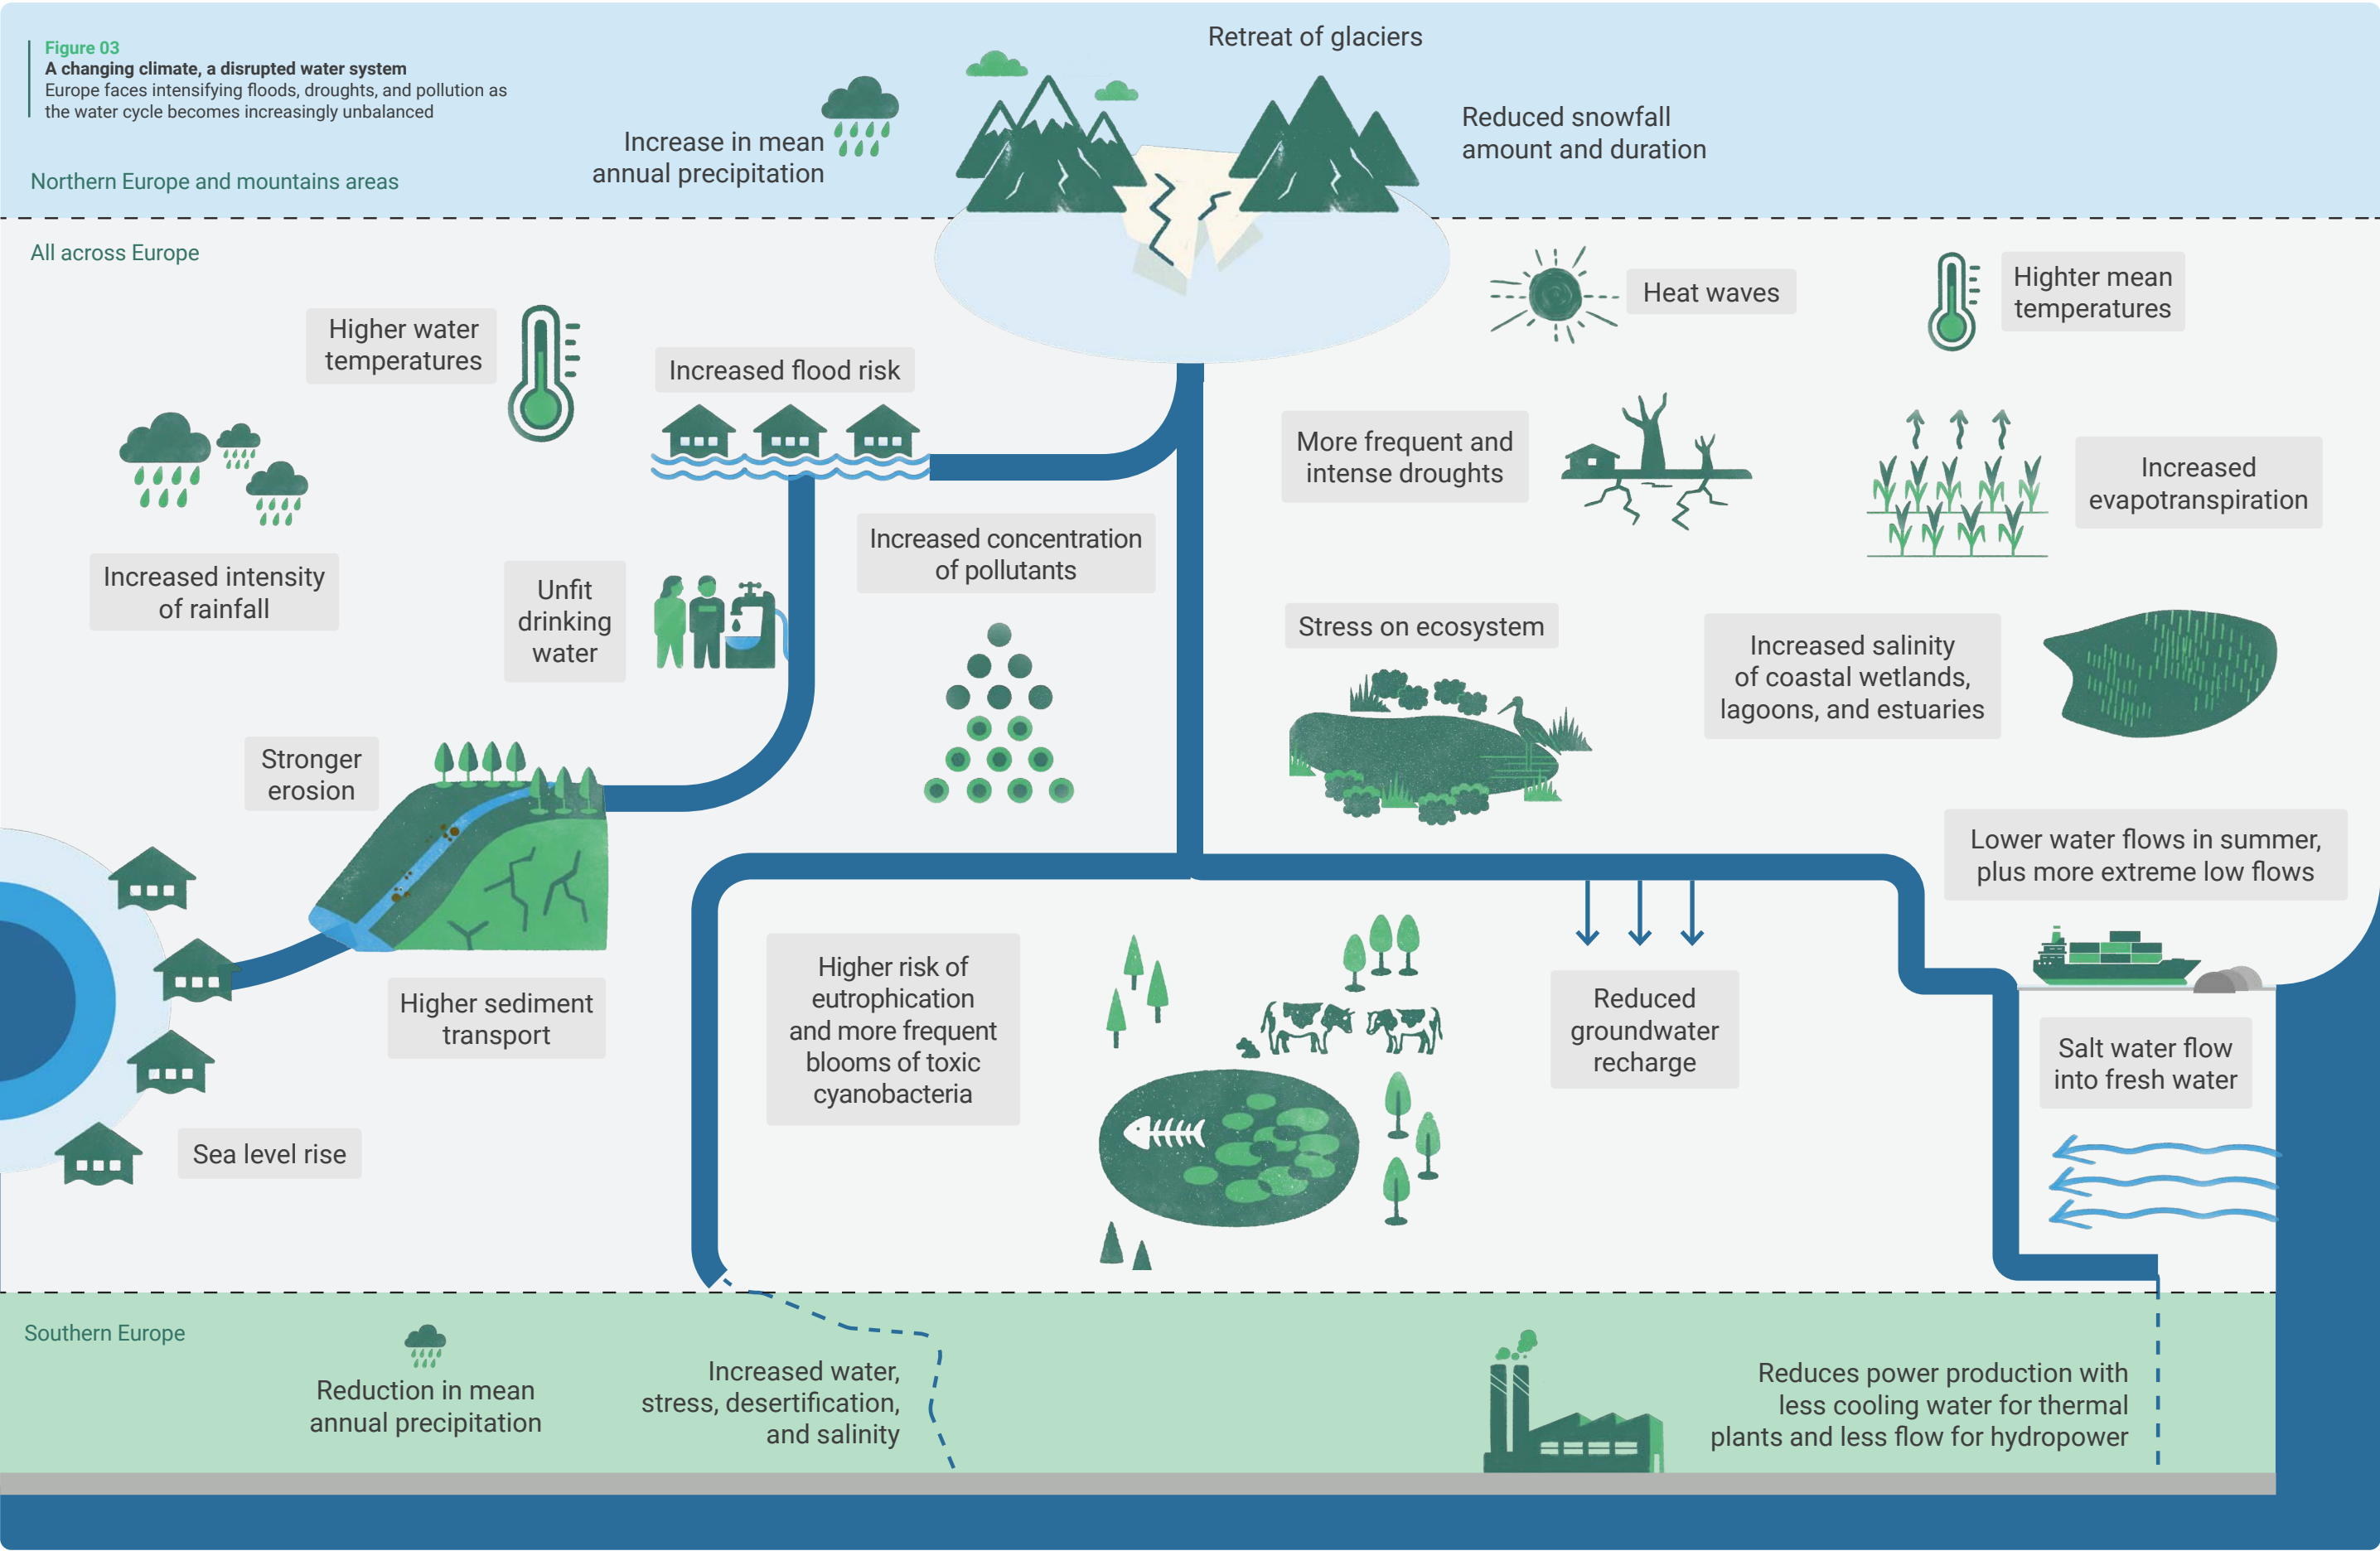 Figure 03
A changing climate, a disrupted water system
Europe faces intensifying floods, droughts, and pollution as
the water cycle becomes increasingly unbalanced
Northern Europe and mountains areas
Increase in mean
annual precipitation
Retreat of glaciers
Reduced snowfall
amount and duration
All across Europe
Higher water
temperatures
Increased flood risk
Heat waves
Highter mean
temperatures
Increased intensity
of rainfall
Unfit
drinking
water
Increased concentration
of pollutants
More frequent and
intense droughts
Increased
evapotranspiration
Stress on ecosystem
Increased salinity
of coastal wetlands,
lagoons, and estuaries
Stronger
erosion
Higher sediment
transport
Sea level rise
Higher risk of
eutrophication
and more frequent
blooms of toxic
cyanobacteria
Reduced
groundwater
recharge
Lower water flows in summer,
plus more extreme low flows
Salt water flow
into fresh water
Southern Europe
Reduction in mean
annual precipitation
Increased water,
stress, desertification,
and salinity
Reduces power production with
less cooling water for thermal
plants and less flow for hydropower